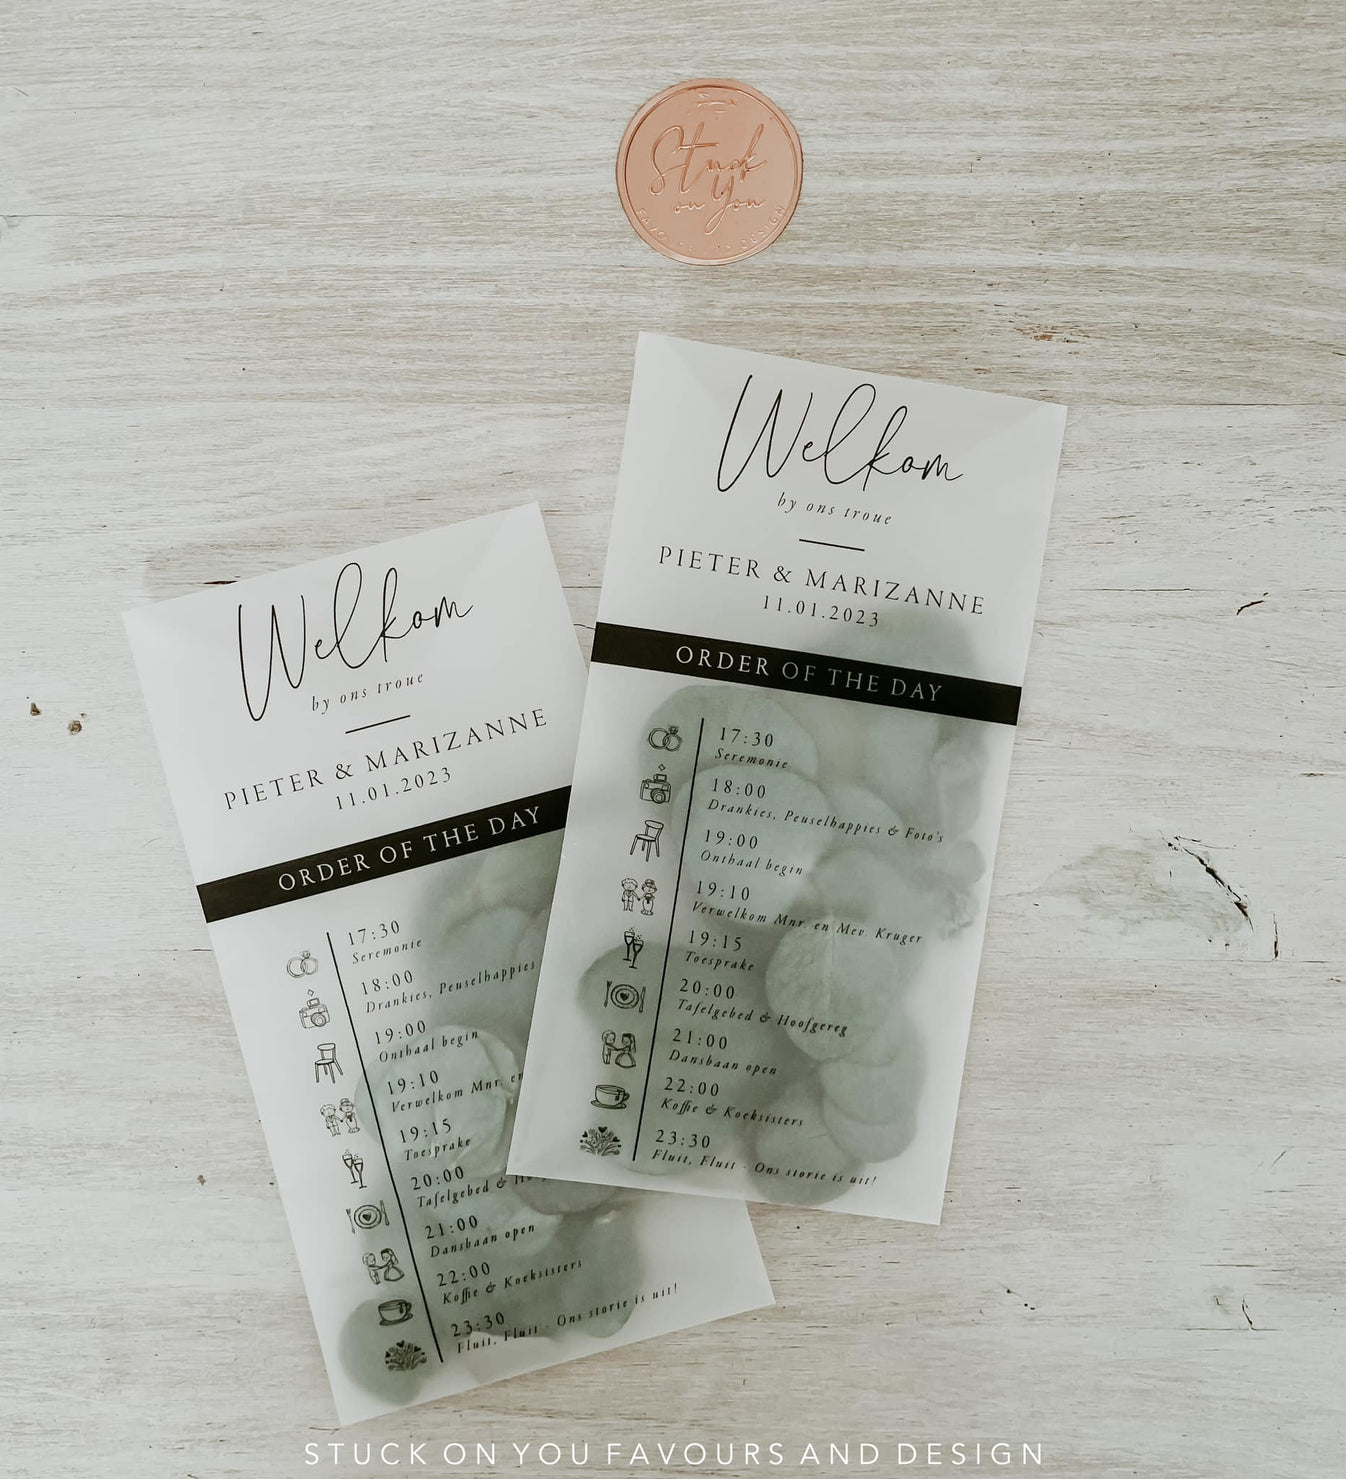 Stuck
on You
Welkom
by ons troue
PIETER & MARIZANNE
11.01.2023
ORDER OF THE DAY
17:30
Seremonie
18:00
Drankies, Peuselhappies & Foto's
19:00
Onthaal begin
19:10
Verwelkom Mnr. en Mev. Kruger
19:15
Toesprake
20:00
Tafelgebed & Hoofgereg
21:00
Dansbaan open
22:00
Koffie & Koeksisters
23:30
Fluit, Fluit - Ons storie is uit!
Welkom
by ons troue
PIETER & MARIZANNE
11.01.2023
ORDER OF THE DAY
17:30
Seremonie
18:00
Drankies, Peuselhappies
19:00
Onthaal begin
19:10
Verwelkom Mnr. en
19:15
Toesprake
20:00
Tafelgebed &
21:00
Dansbaan open
22:00
Koffie & Koeksisters
23:30
Fluit, Fluit - Ons storie is uit!
STUCK ON YOU FAVOURS AND DESIGN